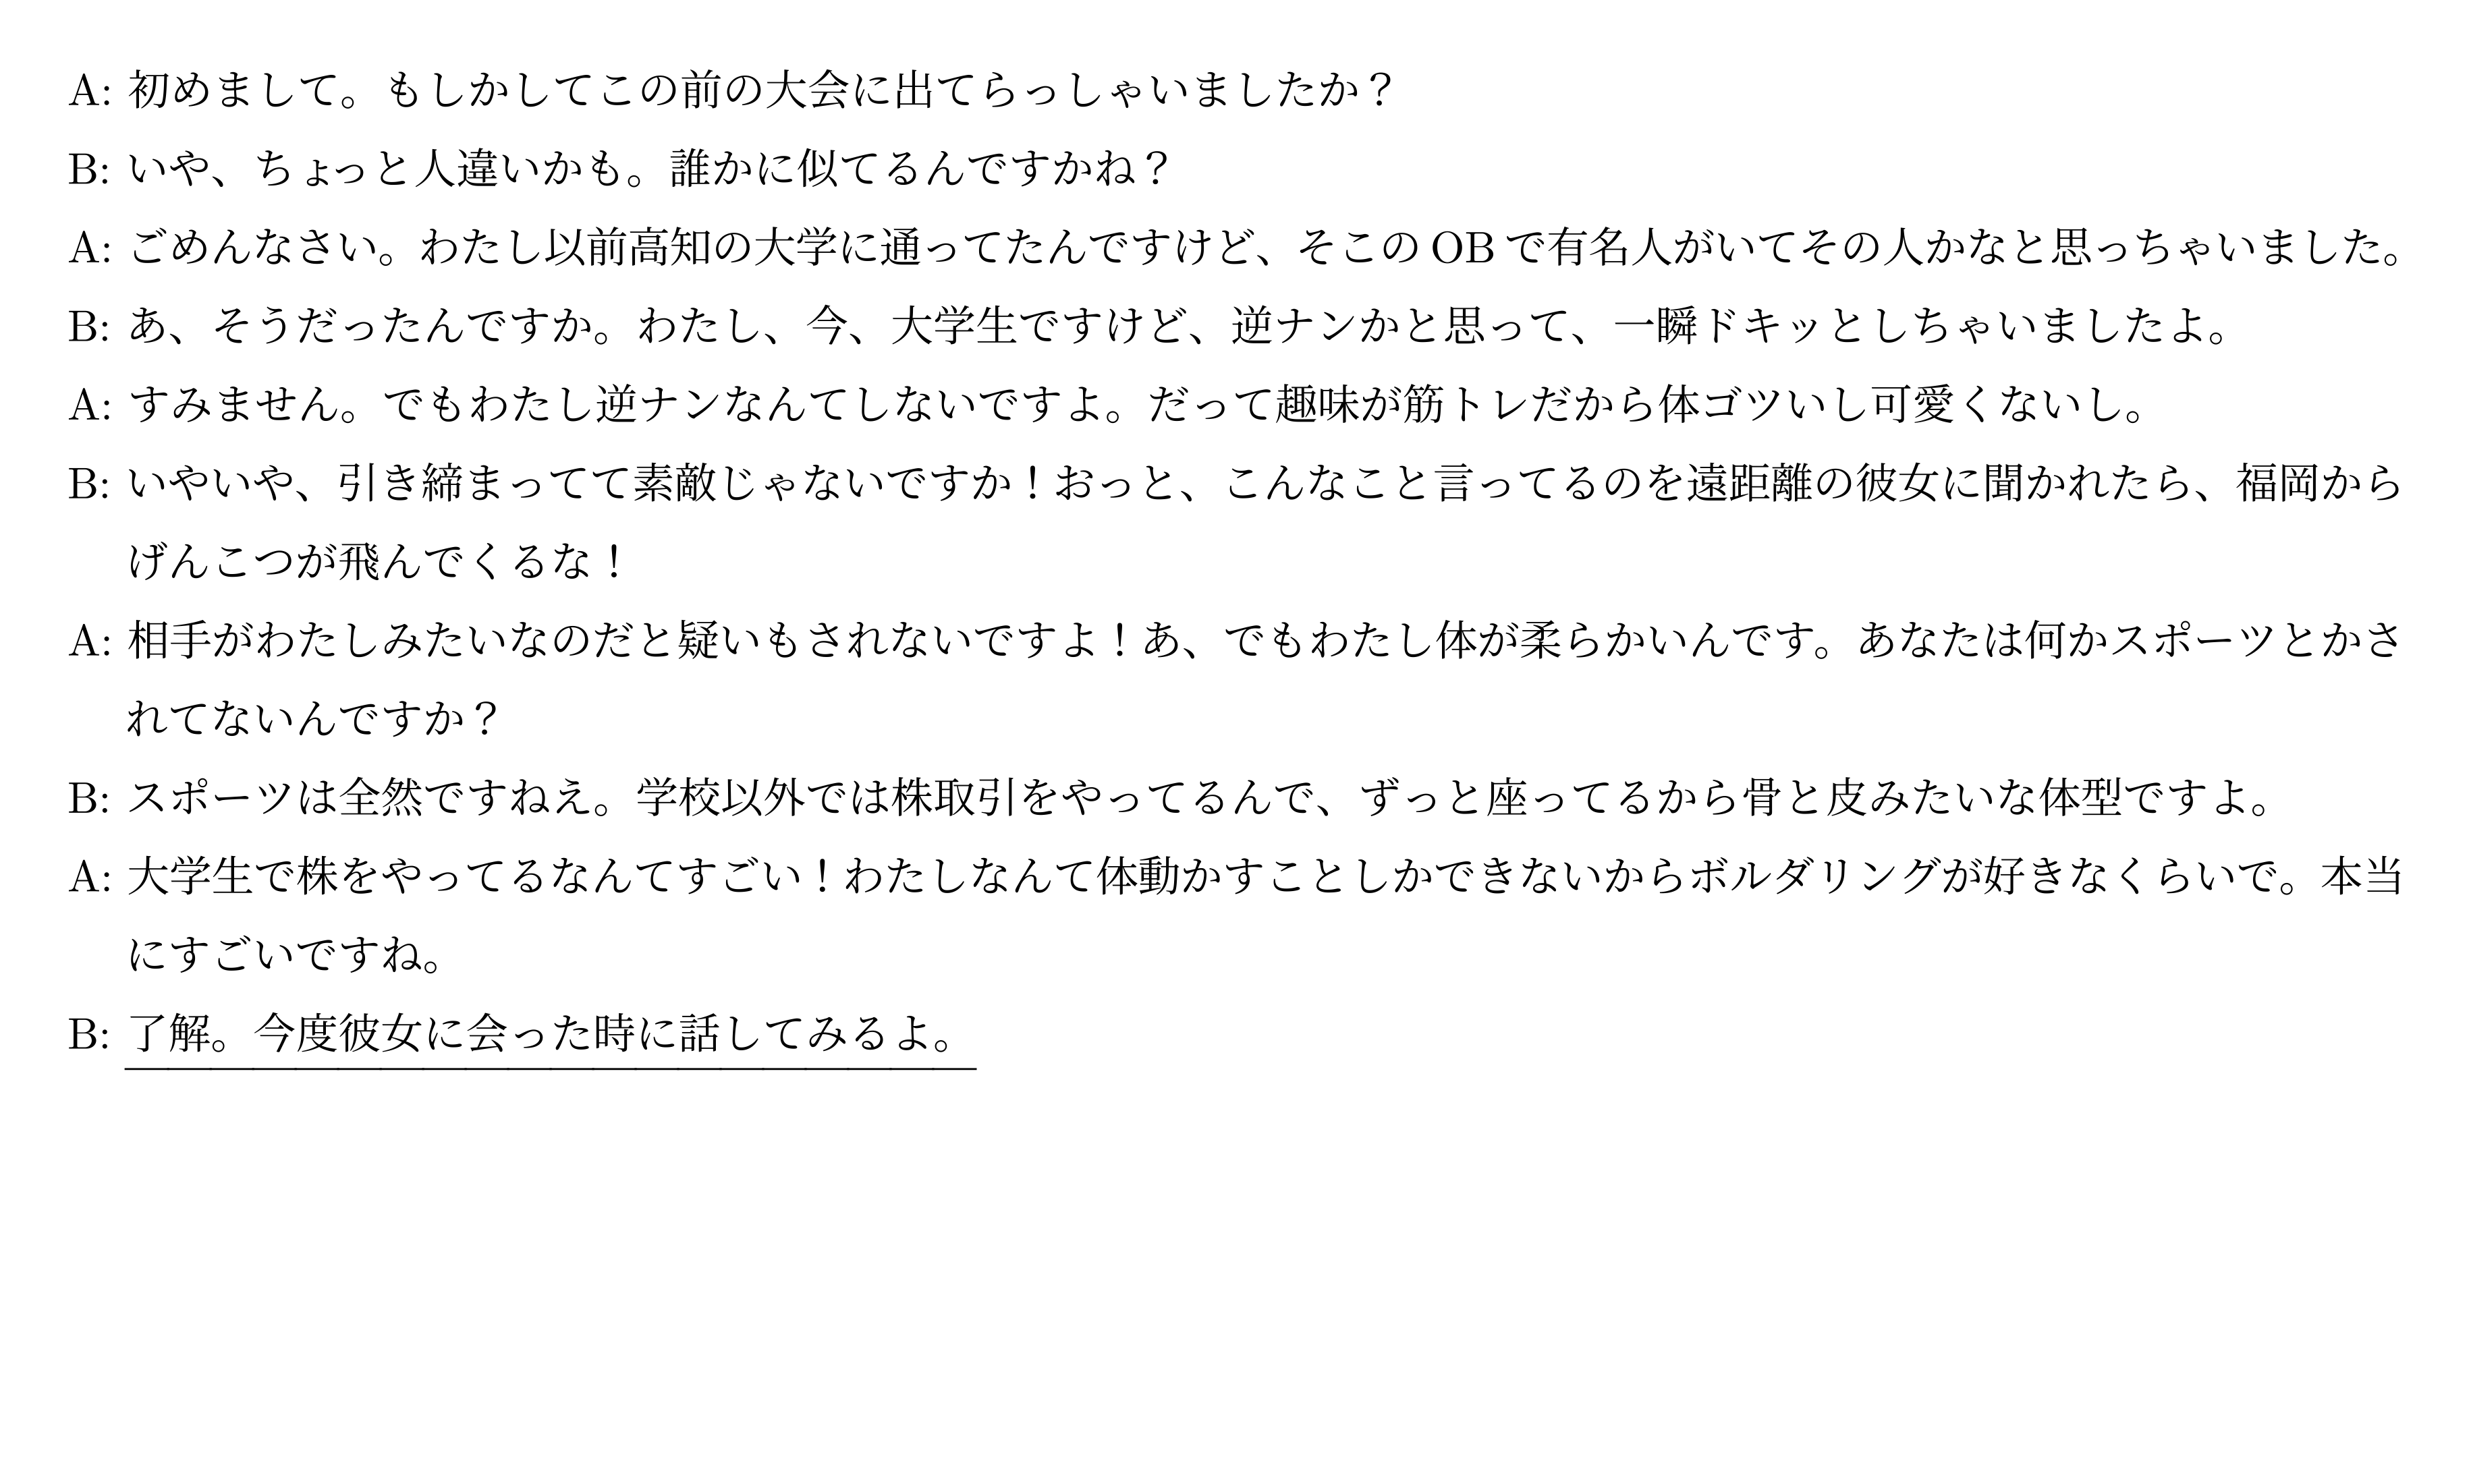 A: 初めまして。もしかしてこの前の大会に出てらっしゃいましたか？
B: いや、ちょっと人違いかも。誰かに似てるんですかね？
A: ごめんなさい。わたし以前高知の大学に通ってたんですけど、そこの OB で有名人がいてその人かなと思っちゃいました。
B: あ、そうだったんですか。わたし、今、大学生ですけど、逆ナンかと思って、一瞬ドキッとしちゃいましたよ。
A: すみません。でもわたし逆ナンなんてしないですよ。だって趣味が筋トレだから体ゴツいし可愛くないし。
B: いやいや、引き締まってて素敵じゃないですか！おっと、こんなこと言ってるのを遠距離の彼女に聞かれたら、福岡から
げんこつが飛んでくるな！
A: 相手がわたしみたいなのだと疑いもされないですよ！あ、でもわたし体が柔らかいんです。あなたは何かスポーツとかさ
れてないんですか？
B: スポーツは全然ですねえ。学校以外では株取引をやってるんで、ずっと座ってるから骨と皮みたいな体型ですよ。
A: 大学生で株をやってるなんてすごい！わたしなんて体動かすことしかできないからボルダリングが好きなくらいで。本当
にすごいですね。
B: 了解。今度彼女に会った時に話してみるよ。